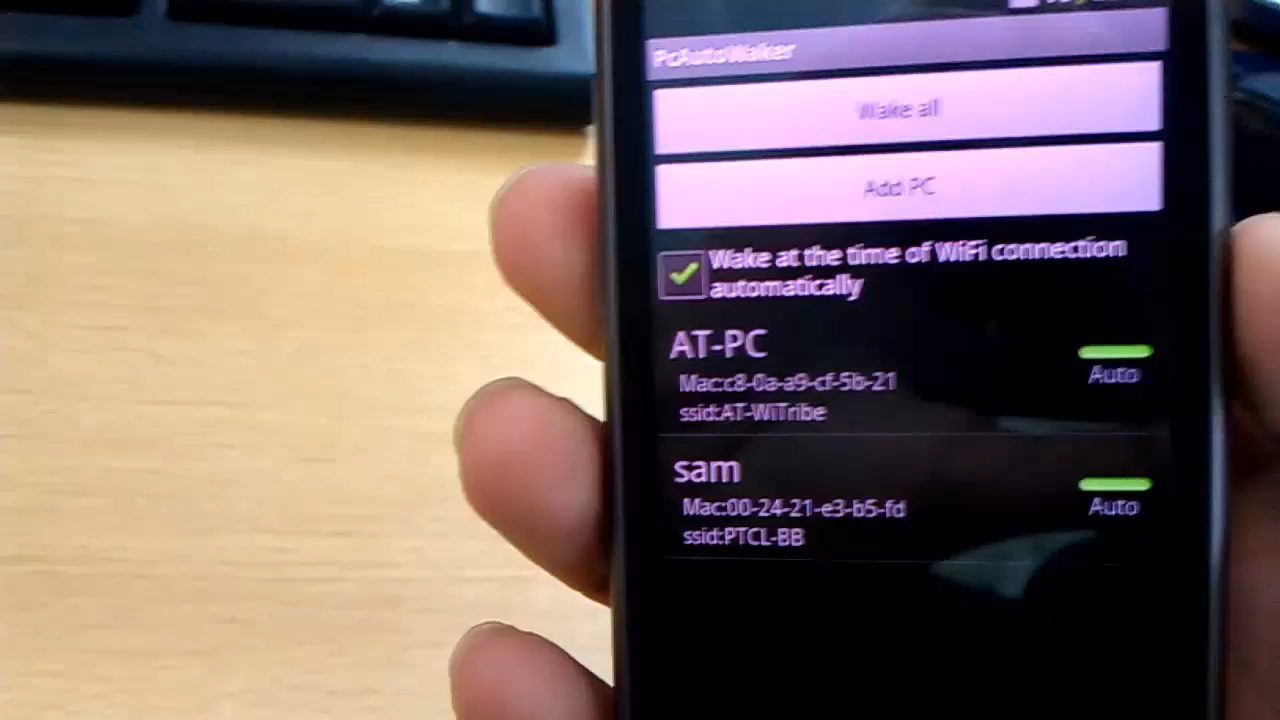 PcAutoWaker
Wake all
Add PC
Wake at the time of WiFi connection
automatically
AT-PC
Mac:c8-0a-a9-cf-5b-21
ssid:AT-WiTribe
Auto
sam
Mac:00-24-21-e3-b5-fd
ssid:PTCL-BB
Auto